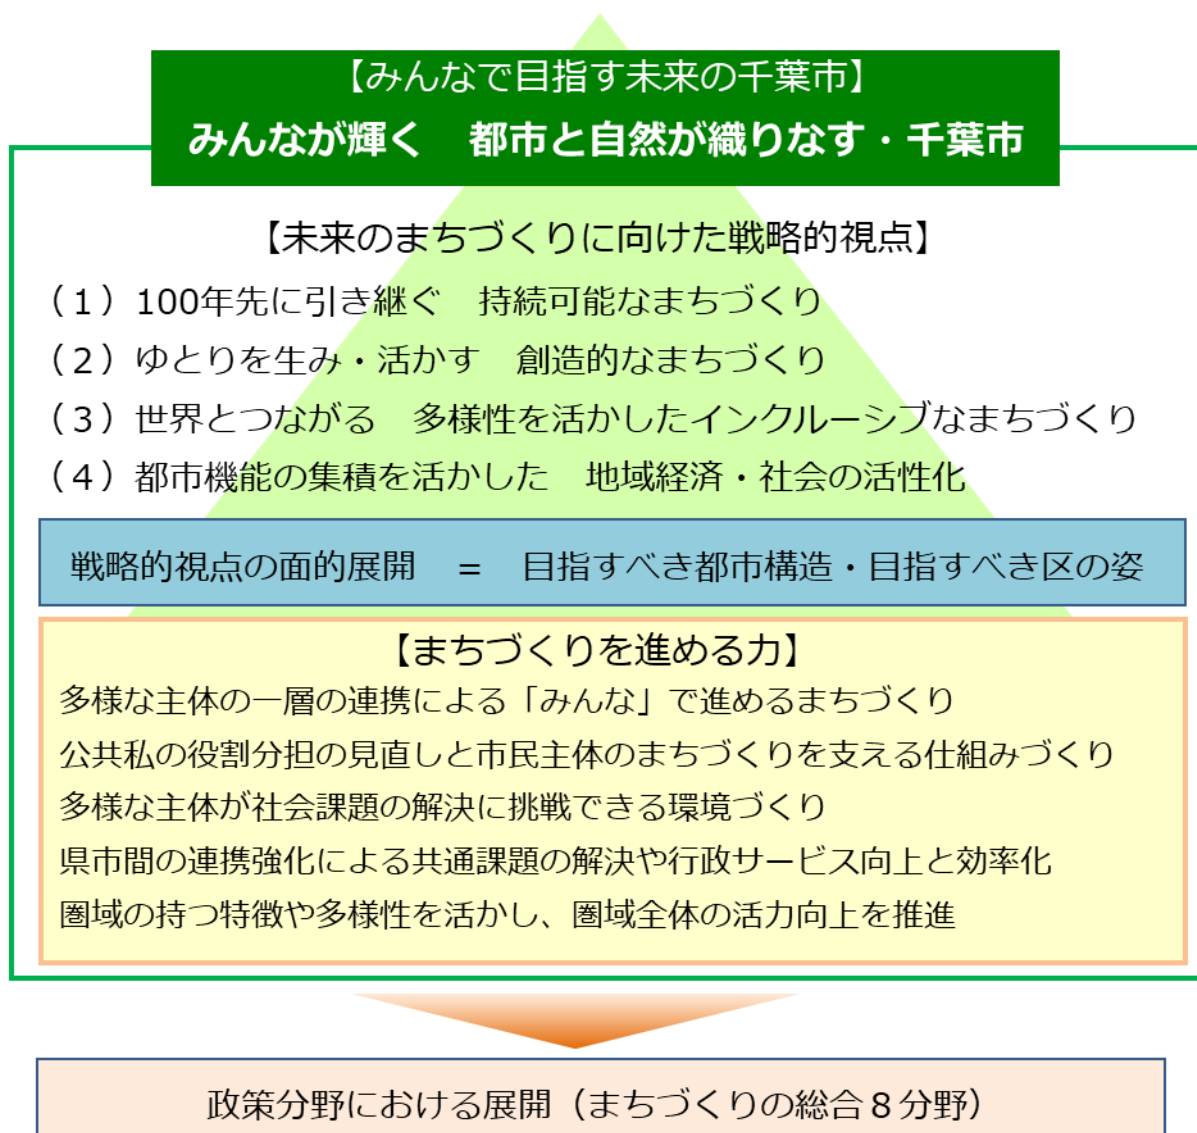 【みんなで目指す未来の千葉市】
みんなが輝く　都市と自然が織りなす・千葉市
【未来のまちづくりに向けた戦略的視点】
（１）100年先に引き継ぐ　持続可能なまちづくり
（２）ゆとりを生み・活かす　創造的なまちづくり
（３）世界とつながる　多様性を活かしたインクルーシブなまちづくり
（４）都市機能の集積を活かした　地域経済・社会の活性化
戦略的視点の面的展開　＝　目指すべき都市構造・目指すべき区の姿
【まちづくりを進める力】
多様な主体の一層の連携による「みんな」で進めるまちづくり
公共私の役割分担の見直しと市民主体のまちづくりを支える仕組みづくり
多様な主体が社会課題の解決に挑戦できる環境づくり
県市間の連携強化による共通課題の解決や行政サービス向上と効率化
圏域の持つ特徴や多様性を活かし、圏域全体の活力向上を推進
政策分野における展開（まちづくりの総合８分野）